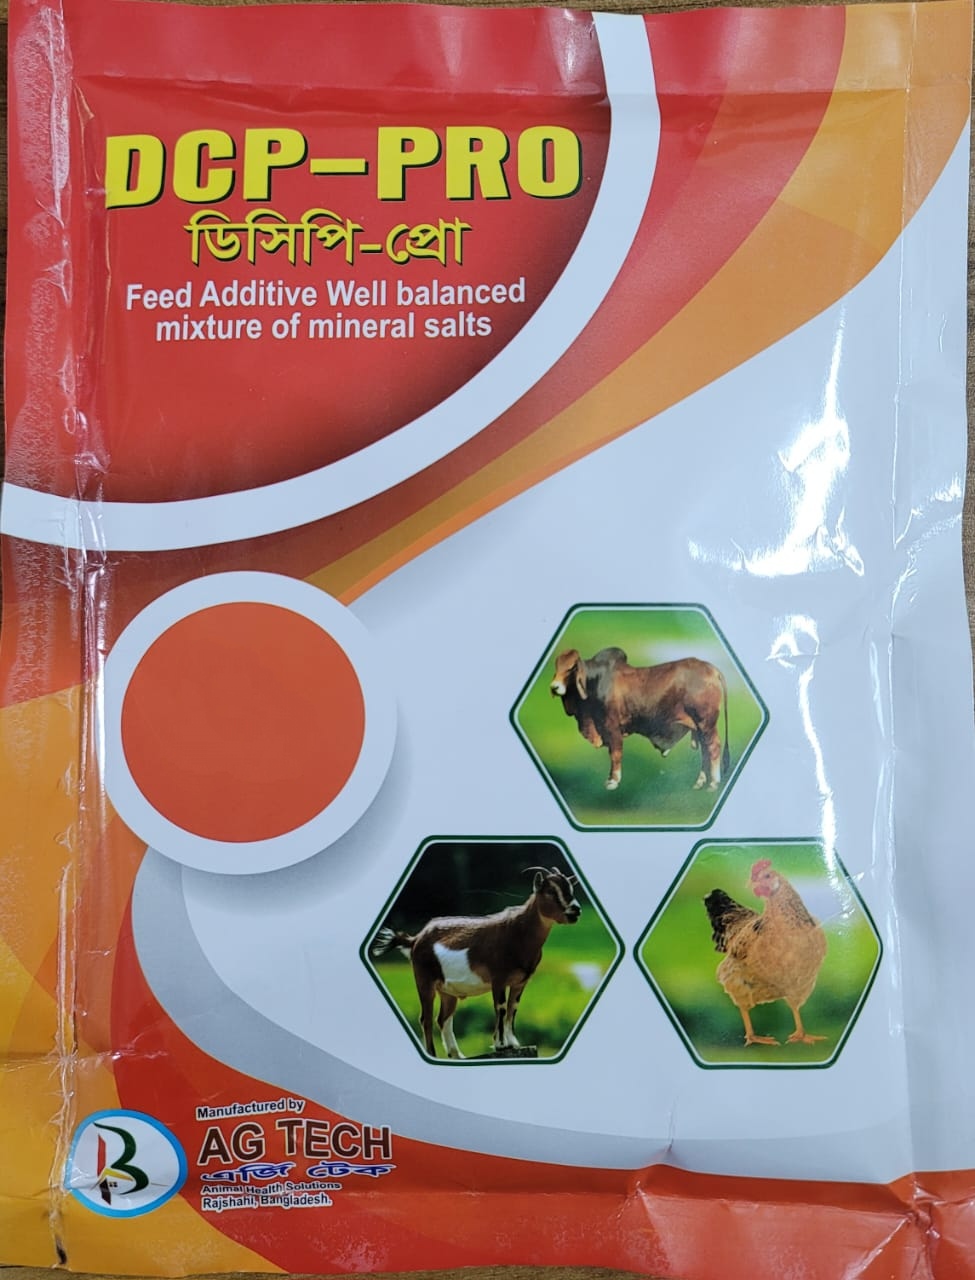 DCP-PRO
ডিসিপি-প্রো
Feed Additive Well balanced
mixture of mineral salts
Manufactured by
AG TECH
এজি টেক
Animal Health Solutions
Rajshahi, Bangladesh.